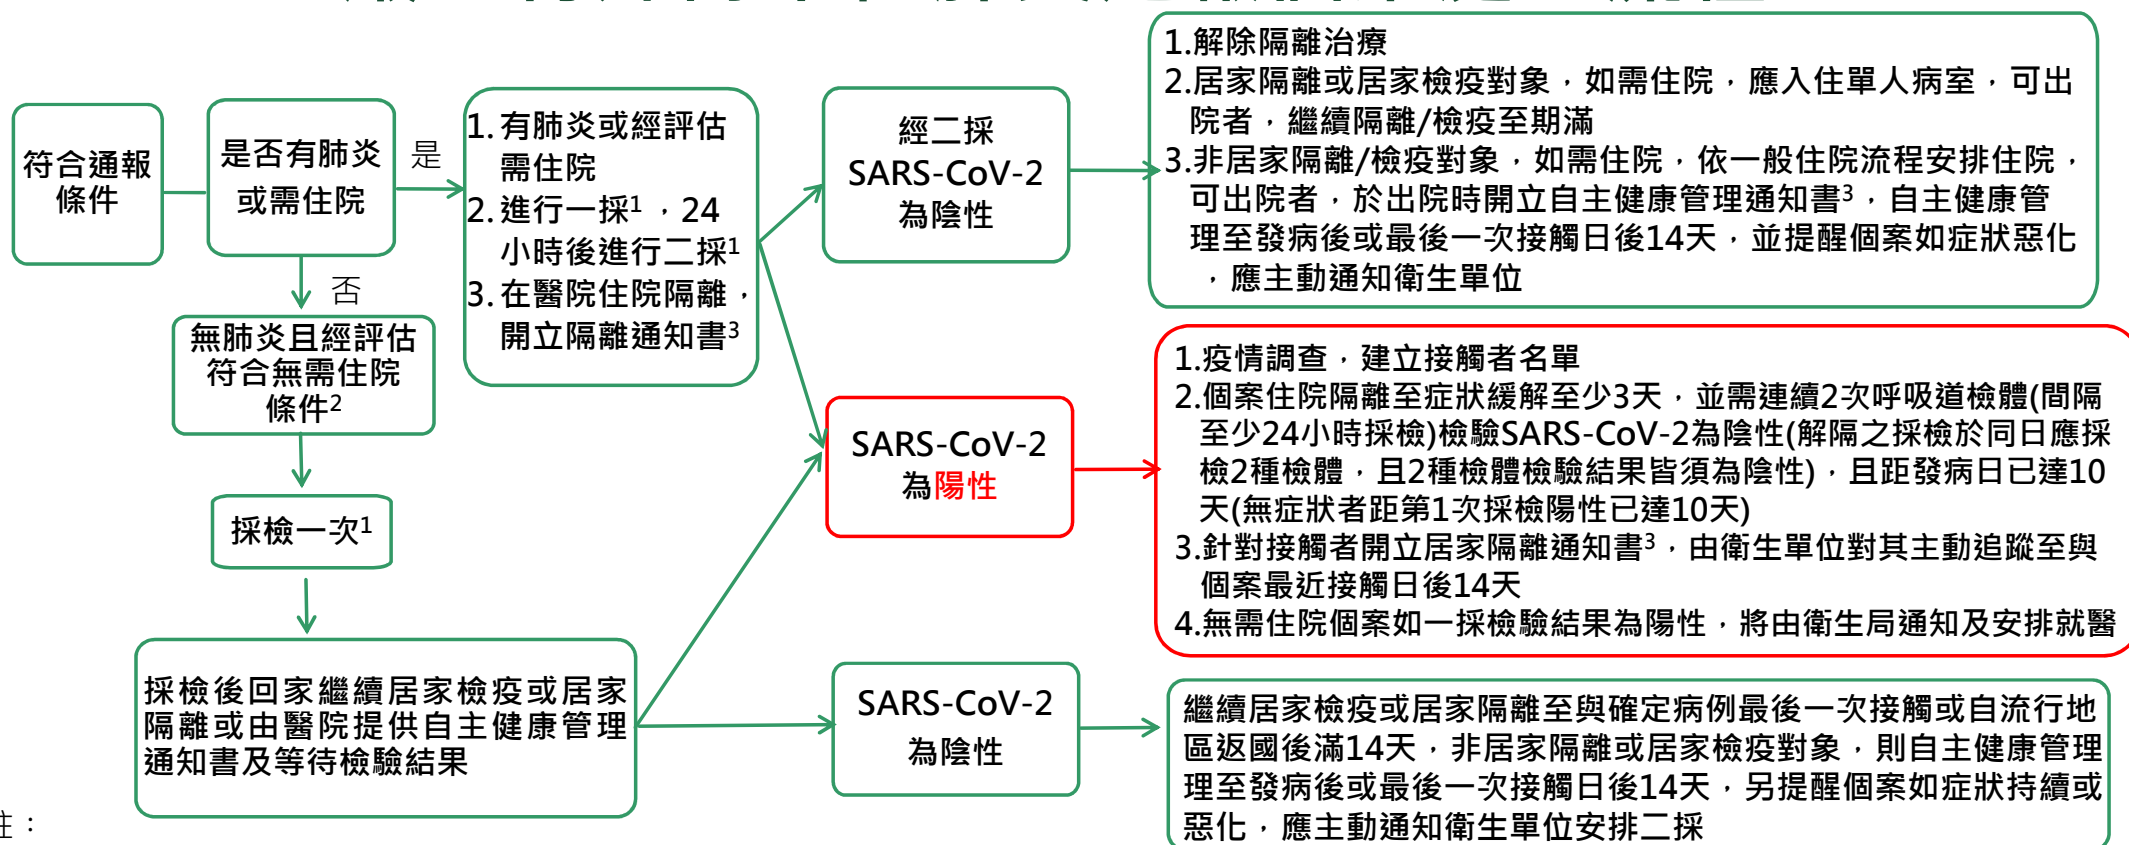 符合通報
條件
是否有肺炎
或需住院
是
否
1. 有肺炎或經評估
需住院
2. 進行一採1，24
小時後進行二採1
3. 在醫院住院隔離，
開立隔離通知書3
無肺炎且經評估
符合無需住院
條件2
採檢一次1
採檢後回家繼續居家檢疫或居家
隔離或由醫院提供自主健康管理
通知書及等待檢驗結果
經二採
SARS-CoV-2
為陰性
SARS-CoV-2
為陽性
SARS-CoV-2
為陰性
1.解除隔離治療
2.居家隔離或居家檢疫對象，如需住院，應入住單人病室，可出
院者，繼續隔離/檢疫至期滿
3.非居家隔離/檢疫對象，如需住院，依一般住院流程安排住院，
可出院者，於出院時開立自主健康管理通知書3，自主健康管
理至發病後或最後一次接觸日後14天，並提醒個案如症狀惡化
，應主動通知衛生單位
1.疫情調查，建立接觸者名單
2.個案住院隔離至症狀緩解至少3天，並需連續2次呼吸道檢體(間隔
至少24小時採檢)檢驗SARS-CoV-2為陰性(解隔之採檢於同日應採
檢2種檢體，且2種檢體檢驗結果皆須為陰性)，且距發病日已達10
天(無症狀者距第1次採檢陽性已達10天)
3.針對接觸者開立居家隔離通知書3，由衛生單位對其主動追蹤至與
個案最近接觸日後14天
4.無需住院個案如一採檢驗結果為陽性，將由衛生局通知及安排就醫
繼續居家檢疫或居家隔離至與確定病例最後一次接觸或自流行地
區返國後滿14天，非居家隔離或居家檢疫對象，則自主健康管理
理至發病後或最後一次接觸日後14天，另提醒個案如症狀持續或
惡化，應主動通知衛生單位安排二採
註：